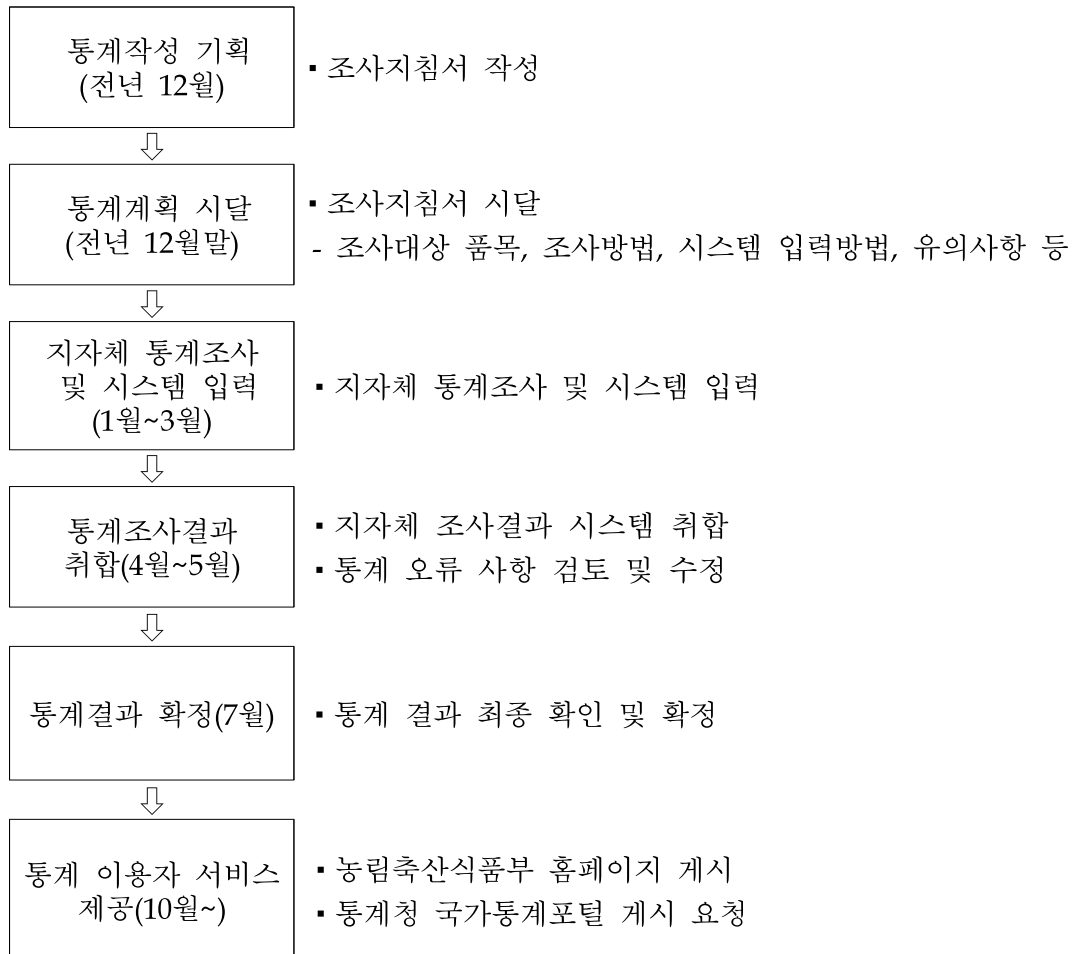 통계작성 기획
(전년 12월)
▪ 조사지침서 작성
통계계획 시달
(전년 12월말)
▪ 조사지침서 시달
- 조사대상 품목, 조사방법, 시스템 입력방법, 유의사항 등
지자체 통계조사
및 시스템 입력
(1월~3월)
▪ 지자체 통계조사 및 시스템 입력
통계조사결과
취합(4월~5월)
▪ 지자체 조사결과 시스템 취합
▪ 통계 오류 사항 검토 및 수정
통계결과 확정(7월)
▪ 통계 결과 최종 확인 및 확정
통계 이용자 서비스
제공(10월~)
▪ 농림축산식품부 홈페이지 게시
▪ 통계청 국가통계포털 게시 요청